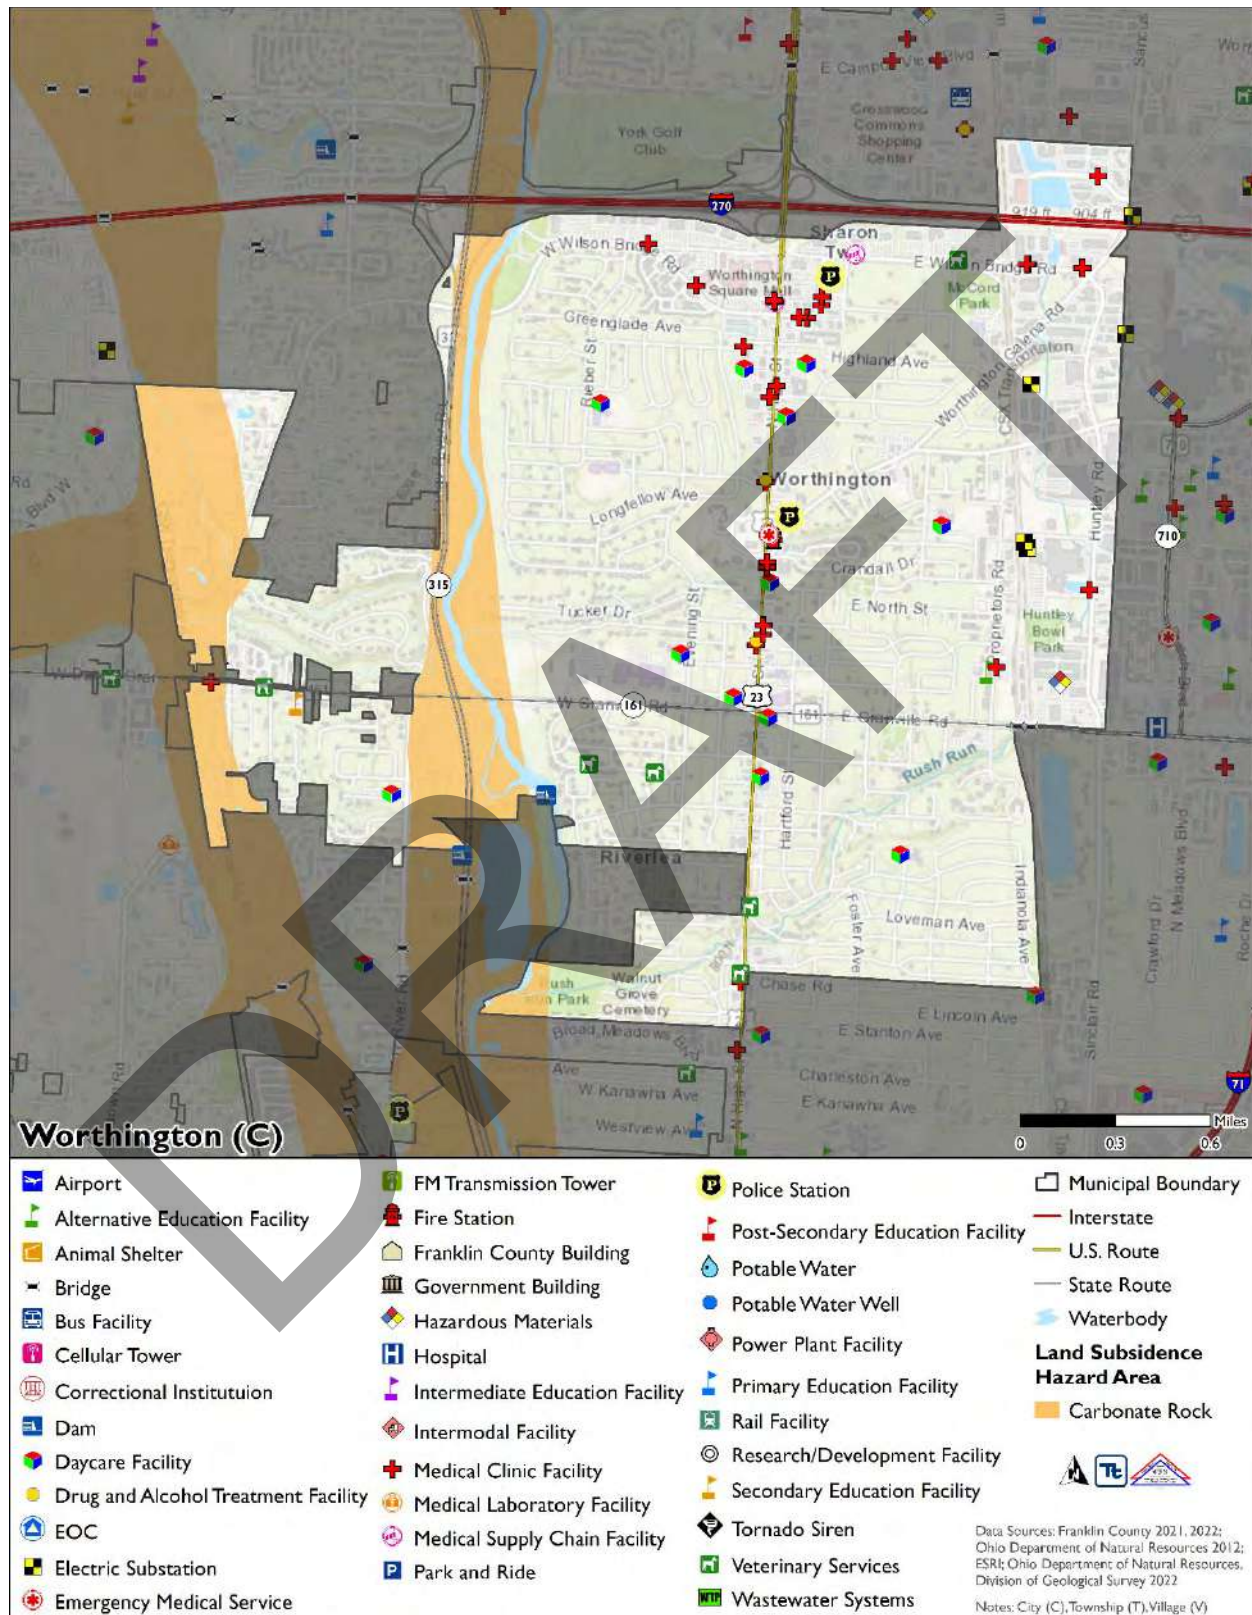 E Campus View Blvd
Sancus
Crosswood
Commons
Shopping
Center
York Golf
Club
270
919 ft
904 ft
Sharon
Twp
W Wilson Bridge Rd
E Wilson Bridge Rd
Worthington
Square Mall
McCord
Park
Greenglade Ave
Rieber St
Highland Ave
Worthington Galena Rd
Huntley Rd
710
Worthington
Longfellow Ave
Crandall Dr
315
Tucker Dr
Evening St
E North St
Proprietors Rd
Huntley
Bowl
Park
23
161
161
E Granville Rd
Rush Run
Hartford St
Riverlea
Foster Ave
Loveman Ave
Indianola Ave
N Meadows Blvd
Crawford Dr
Roche Dr
Walnut
Grove
Cemetery
Chase Rd
E Lincoln Ave
E Stanton Ave
Sinclair Rd
Broad Meadows Blvd
Ave
Charleston Ave
W Kanawha Ave
E Kanawha Ave
Westview Ave
71
DRAFT
Worthington (C)
Miles
0 0.3 0.6
Airport
Alternative Education Facility
Animal Shelter
Bridge
Bus Facility
Cellular Tower
Correctional Institutuion
Dam
Daycare Facility
Drug and Alcohol Treatment Facility
EOC
Electric Substation
Emergency Medical Service
FM Transmission Tower
Fire Station
Franklin County Building
Government Building
Hazardous Materials
Hospital
Intermediate Education Facility
Intermodal Facility
Medical Clinic Facility
Medical Laboratory Facility
Medical Supply Chain Facility
Park and Ride
Police Station
Post-Secondary Education Facility
Potable Water
Potable Water Well
Power Plant Facility
Primary Education Facility
Rail Facility
Research/Development Facility
Secondary Education Facility
Tornado Siren
Veterinary Services
Wastewater Systems
Municipal Boundary
Interstate
U.S. Route
State Route
Waterbody
Land Subsidence
Hazard Area
Carbonate Rock
Data Sources: Franklin County 2021, 2022;
Ohio Department of Natural Resources 2012;
ESRI; Ohio Department of Natural Resources,
Division of Geological Survey 2022
Notes: City (C), Township (T), Village (V)